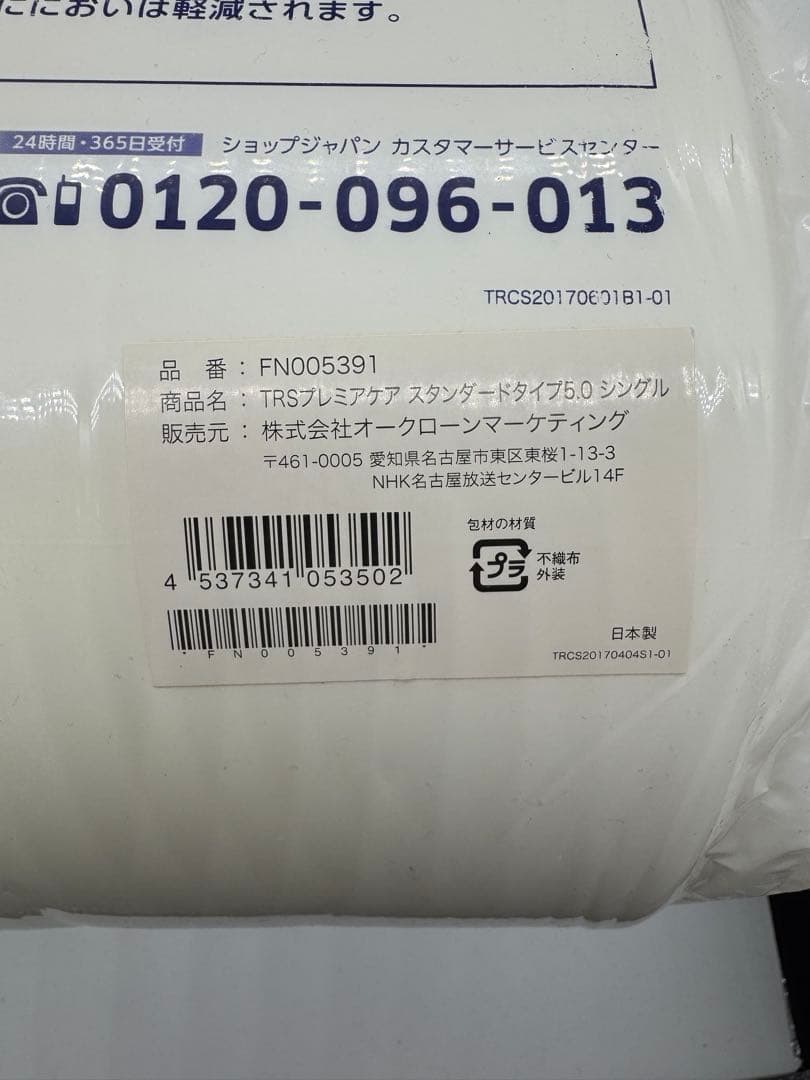 においは軽減されます。
24時間・365日受付 ショップジャパン カスタマーサービスセンター
0120-096-013
TRCS20170601B1-01
品 番：FN005391
商品名：TRSプレミアケア スタンダードタイプ5.0 シングル
販売元：株式会社オークローンマーケティング
〒461-0005 愛知県名古屋市東区東桜1-13-3
NHK名古屋放送センタービル14F
包材の材質
プラ
不織布
外装
4 537341 053502
*FN005391*
日本製
TRCS20170404S1-01